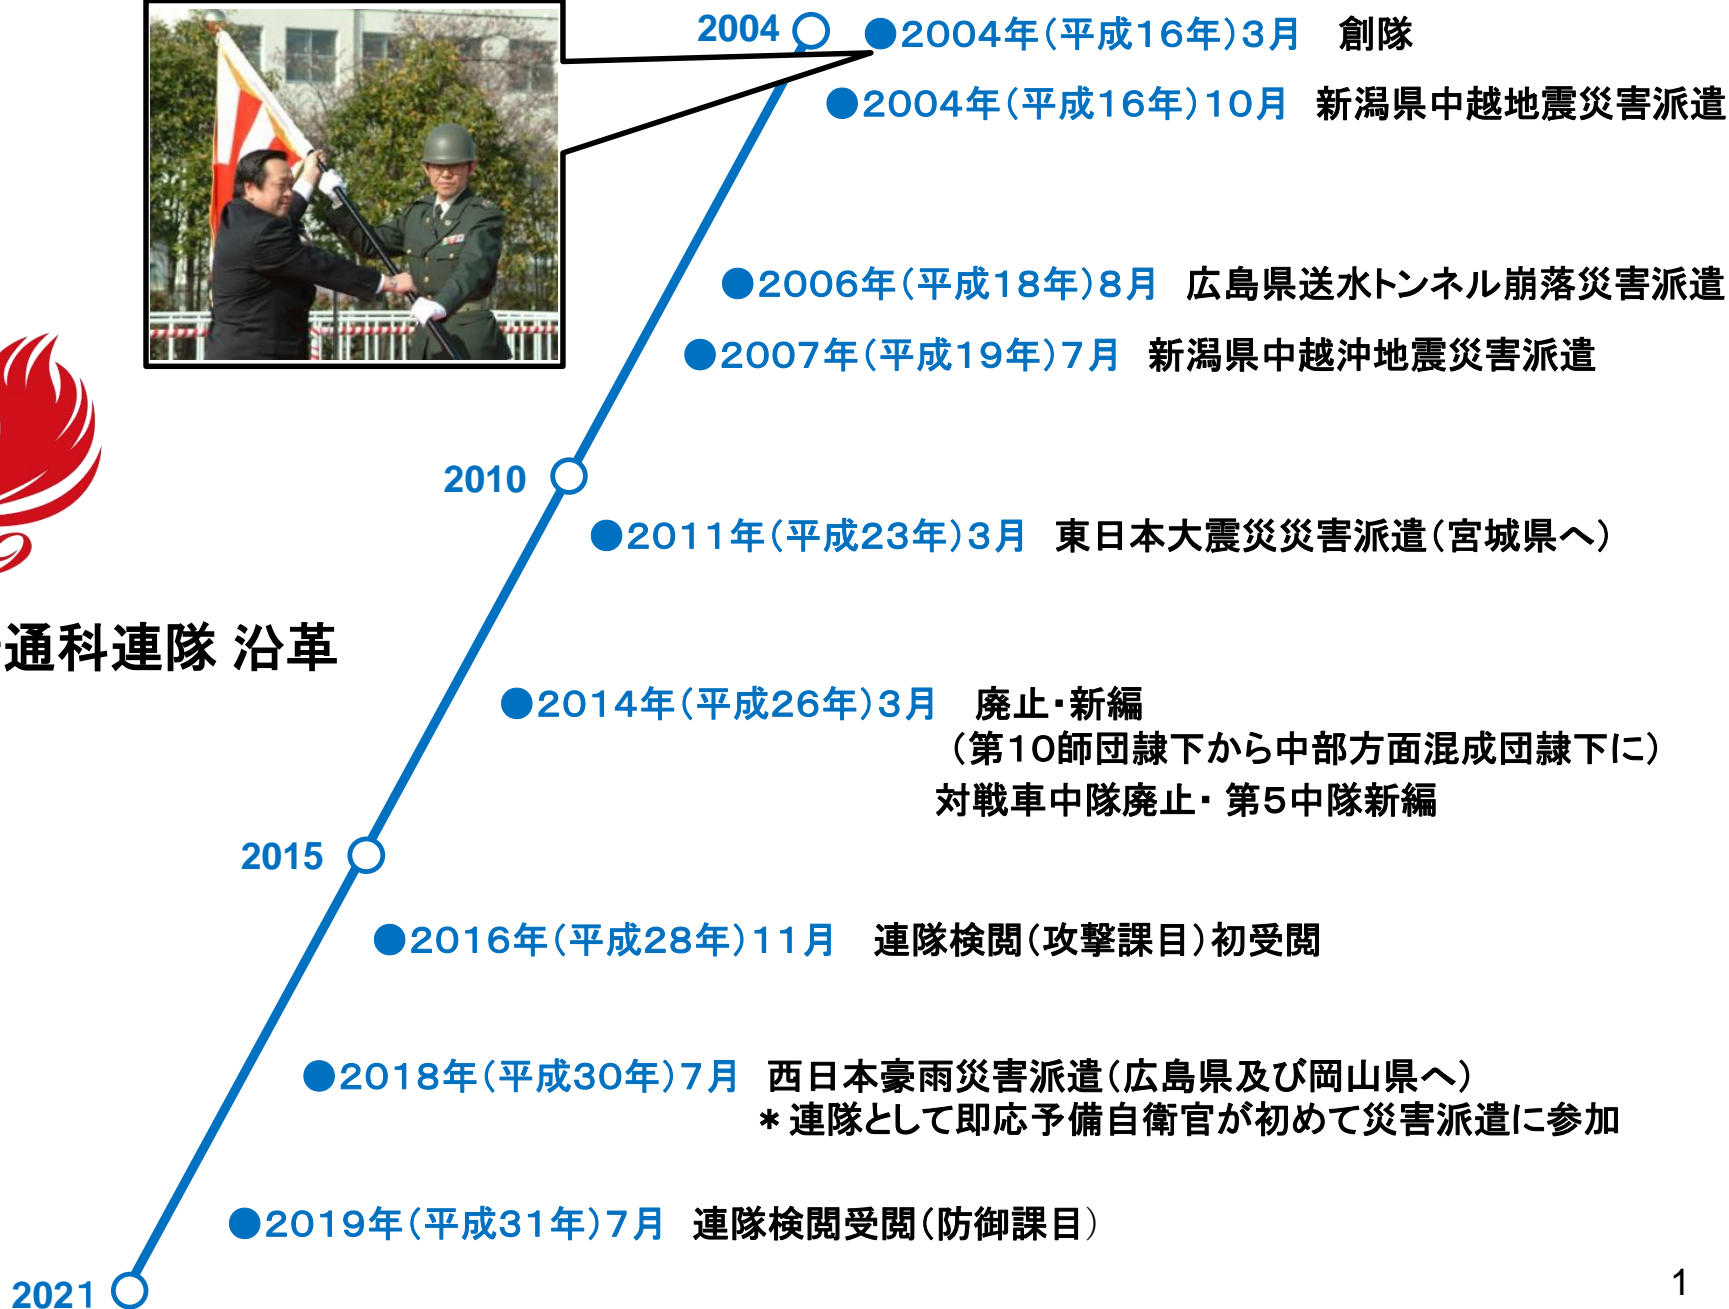 2004
●2004年(平成16年)3月　創隊
●2004年(平成16年)10月　新潟県中越地震災害派遣
●2006年(平成18年)8月　広島県送水トンネル崩落災害派遣
●2007年(平成19年)7月　新潟県中越沖地震災害派遣
2010
●2011年(平成23年)3月　東日本大震災災害派遣(宮城県へ)
通科連隊 沿革
●2014年(平成26年)3月　廃止・新編
(第10師団隷下から中部方面混成団隷下に)
対戦車中隊廃止・ 第5中隊新編
2015
●2016年(平成28年)11月　連隊検閲(攻撃課目)初受閲
●2018年(平成30年)7月　西日本豪雨災害派遣(広島県及び岡山県へ)
＊連隊として即応予備自衛官が初めて災害派遣に参加
●2019年(平成31年)7月　連隊検閲受閲(防御課目)
2021
1